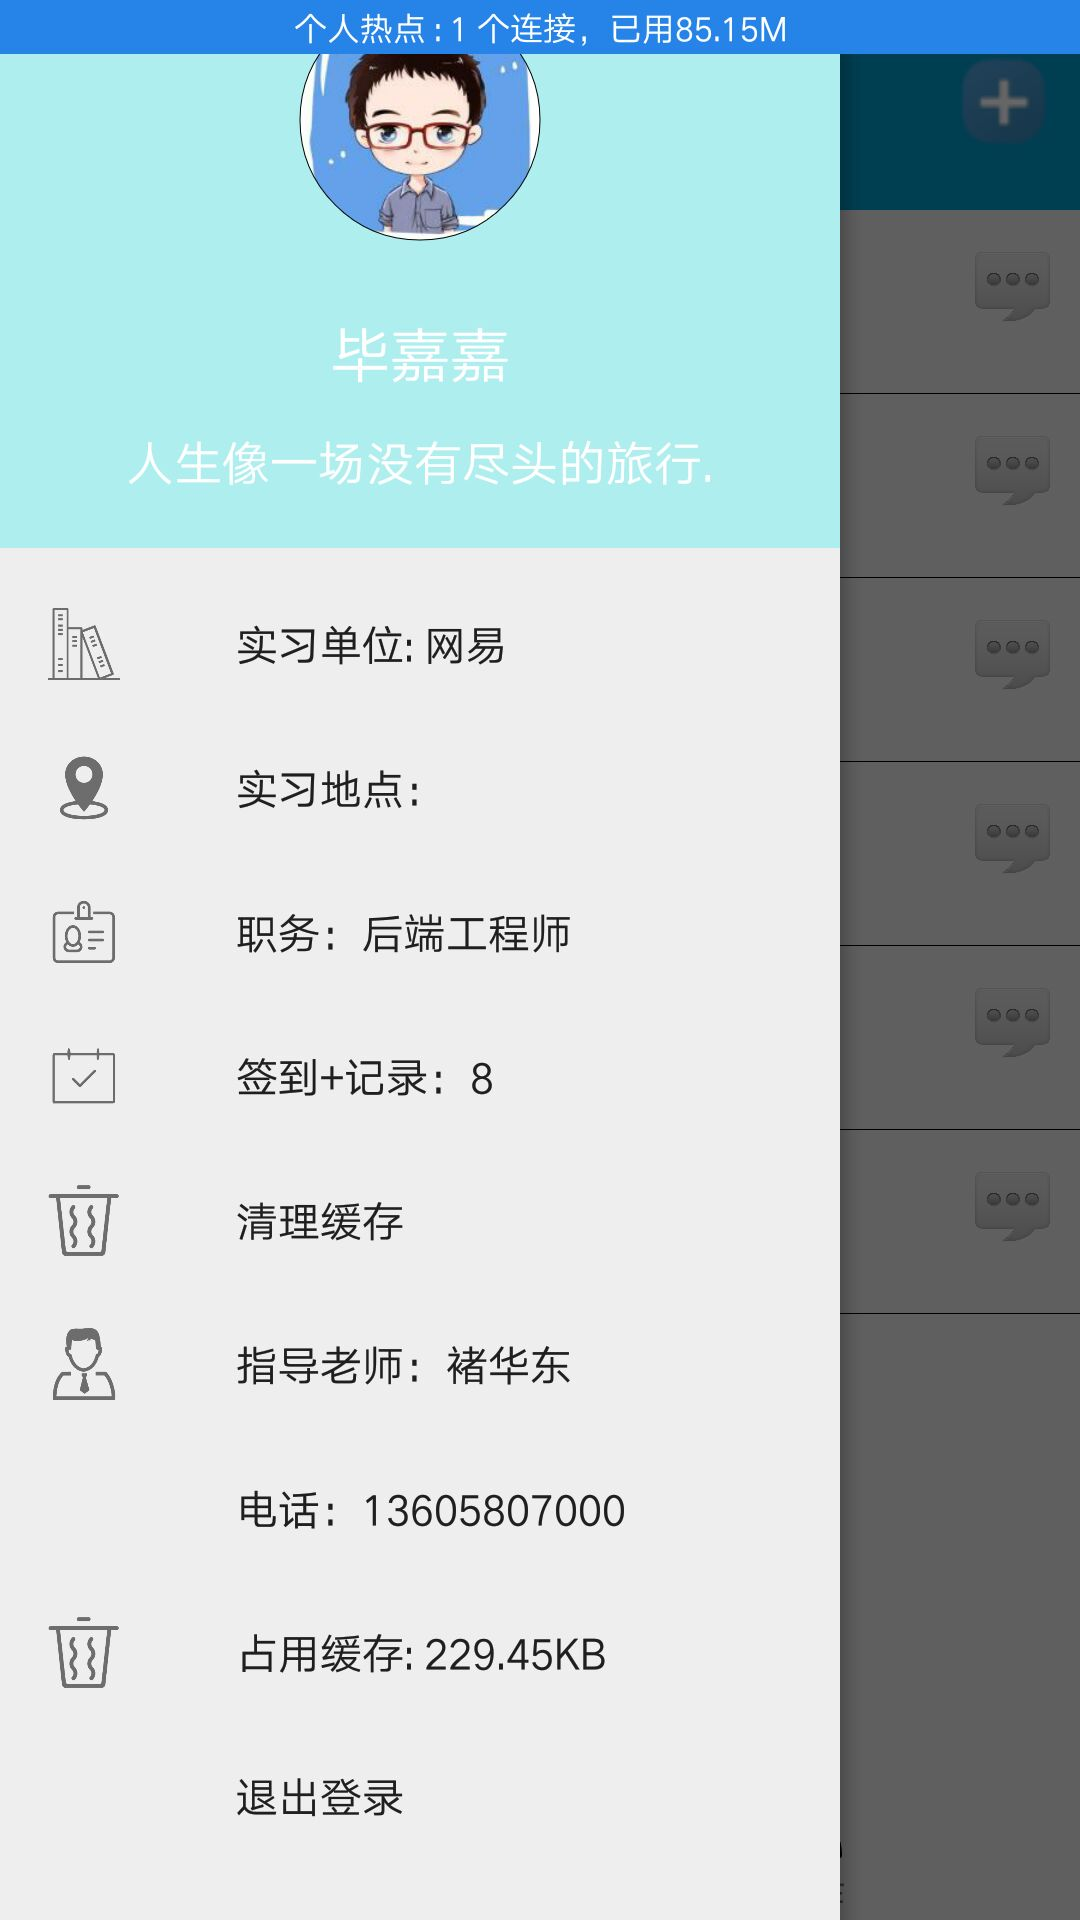 个人热点 : 1 个连接，已用85.15M
毕嘉嘉
人生像一场没有尽头的旅行.
实习单位: 网易
实习地点：
职务：后端工程师
签到+记录：8
清理缓存
指导老师：褚华东
电话：13605807000
占用缓存: 229.45KB
退出登录